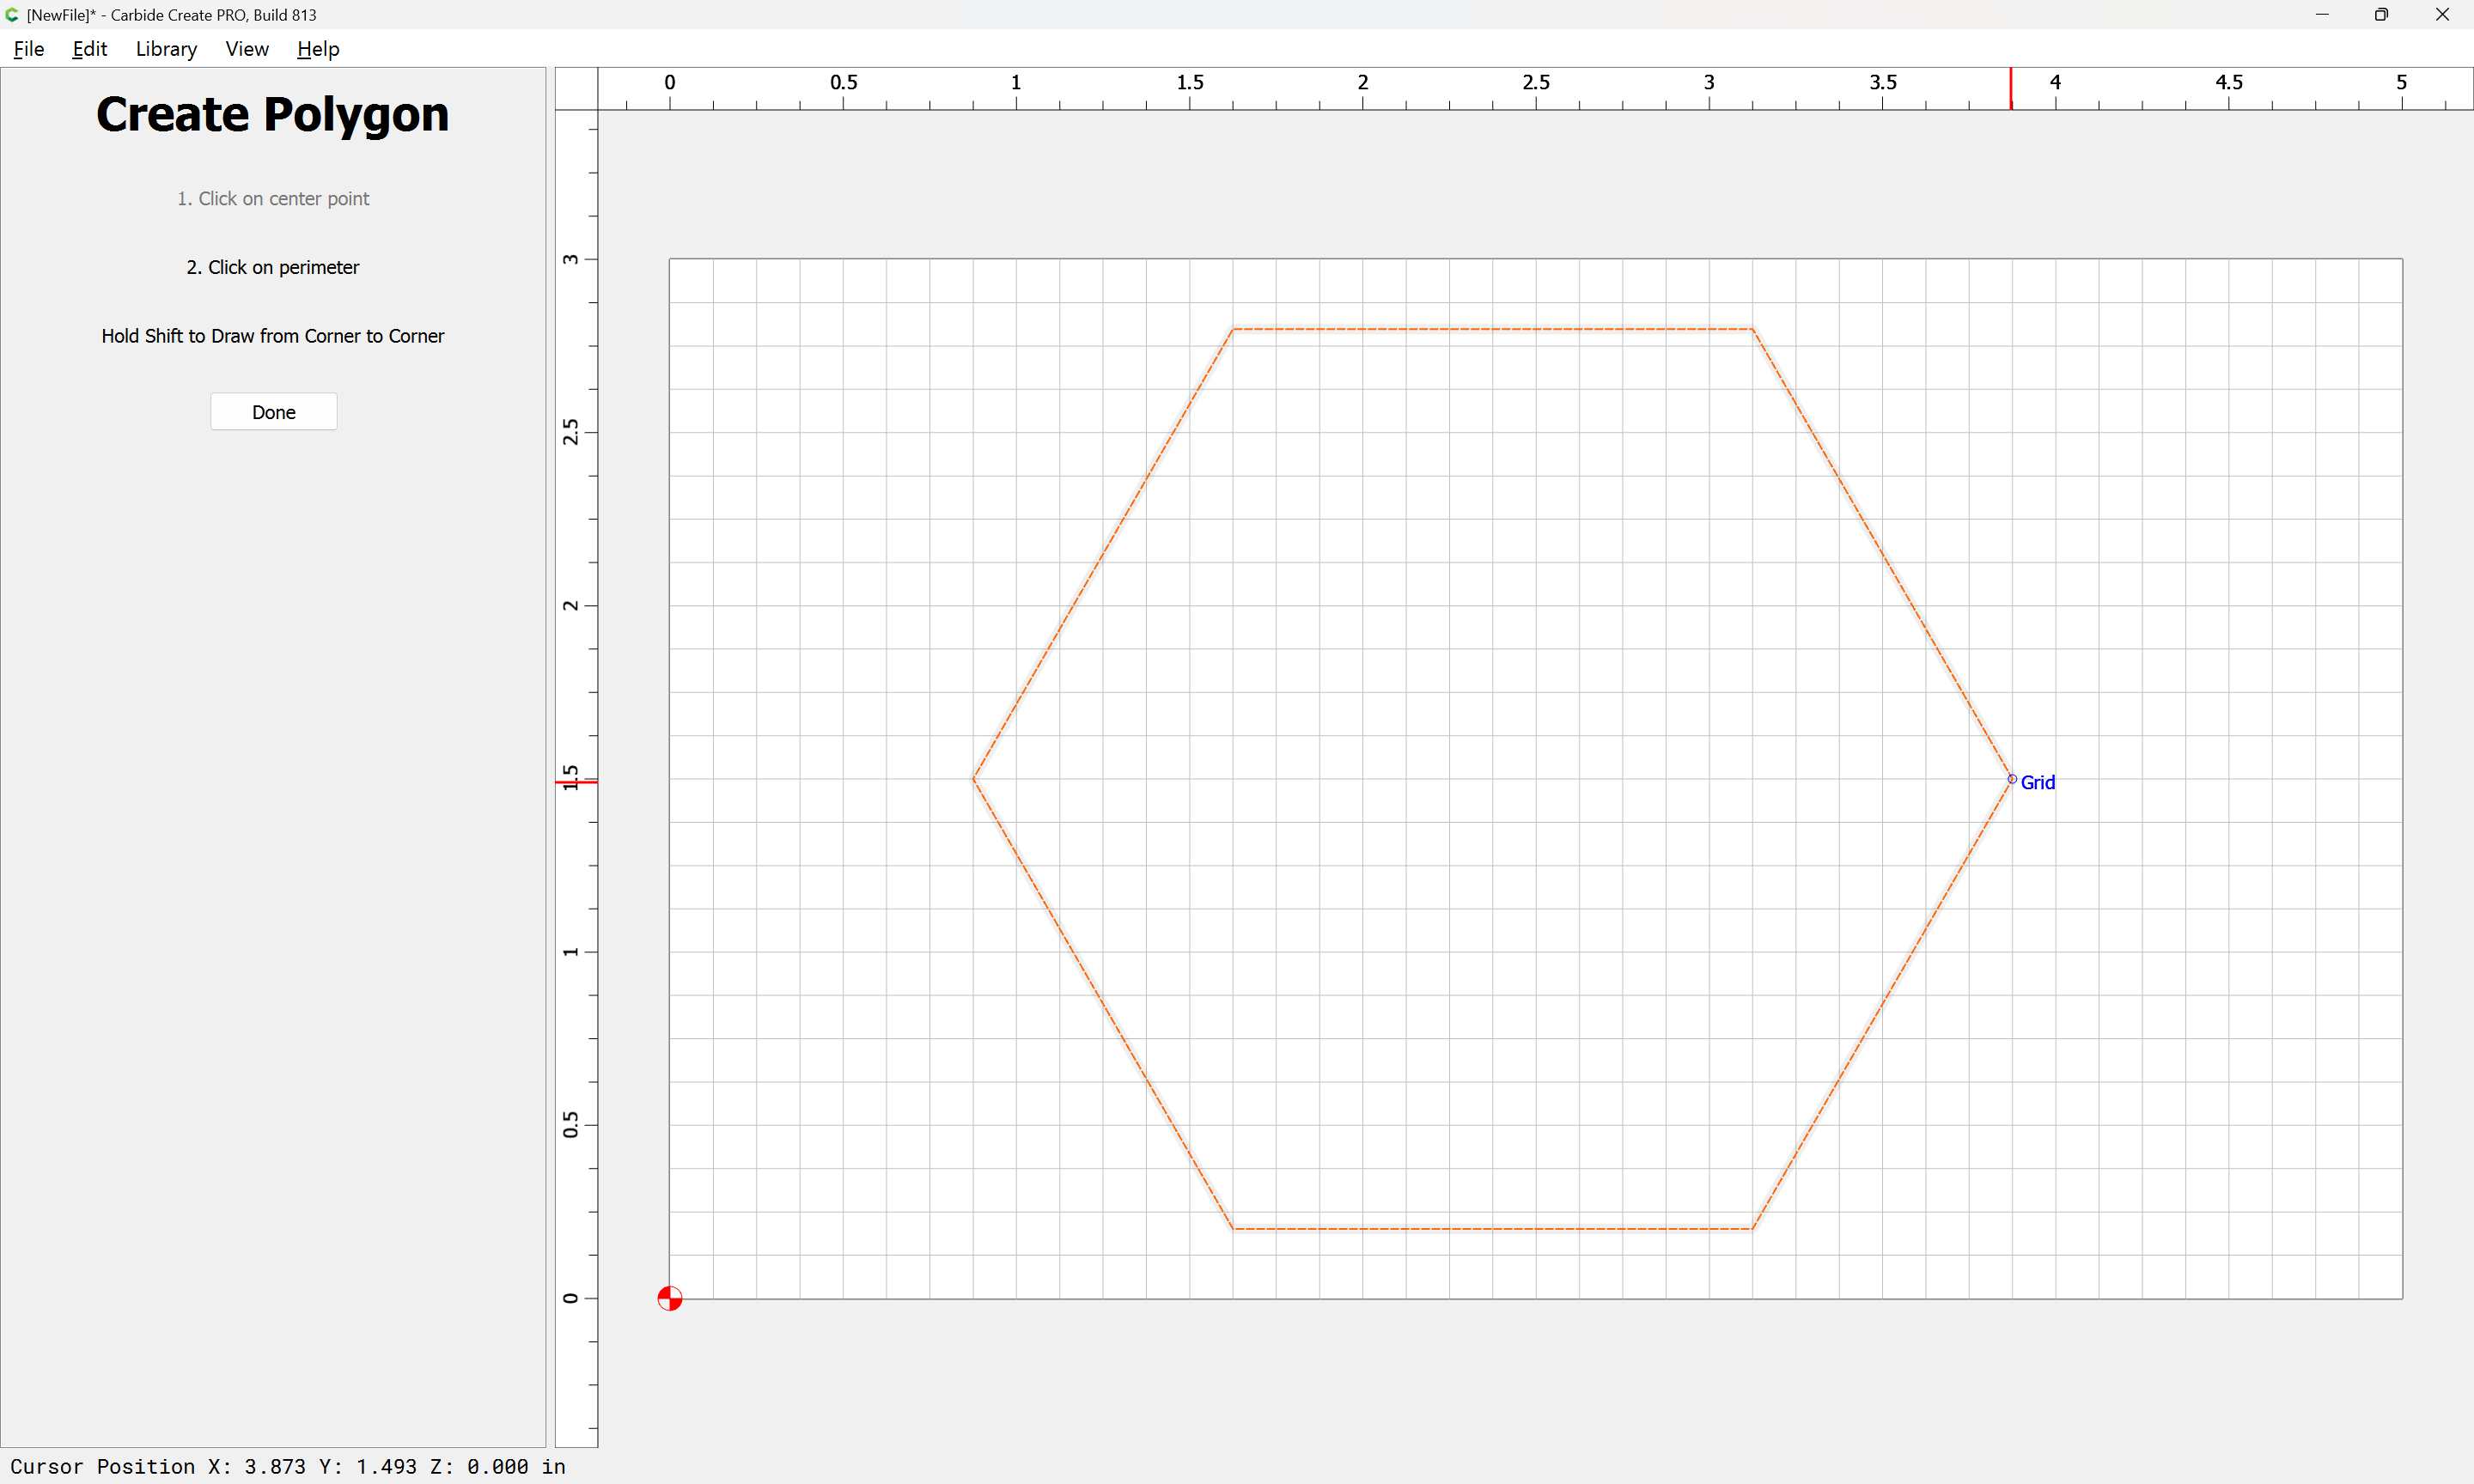 [NewFile]* - Carbide Create PRO, Build 813
File Edit Library View Help
Create Polygon
1. Click on center point
2. Click on perimeter
Hold Shift to Draw from Corner to Corner
Done
0 0.5 1 1.5 2 2.5 3 3.5 4 4.5 5
3
2.5
2
1.5
1
0.5
0
Grid
Cursor Position X: 3.873 Y: 1.493 Z: 0.000 in